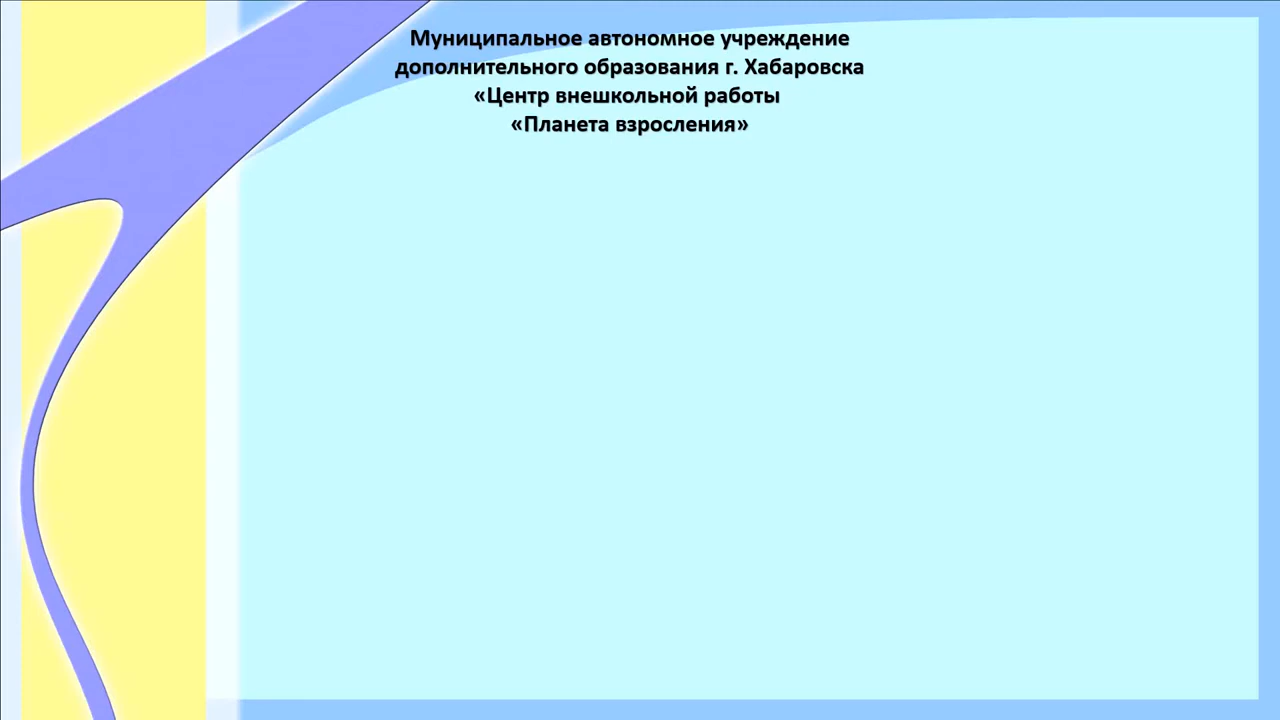 Муниципальное автономное учреждение
дополнительного образования г. Хабаровска
«Центр внешкольной работы
«Планета взросления»